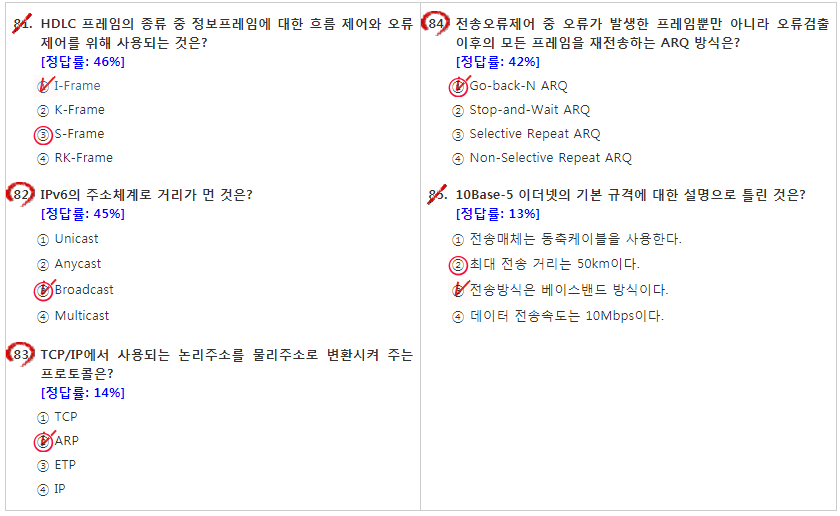 81. HDLC 프레임의 종류 중 정보프레임에 대한 흐름 제어와 오류
제어를 위해 사용되는 것은?
[정답률: 46%]
① I-Frame
② K-Frame
③ S-Frame
④ RK-Frame
82. IPv6의 주소체계로 거리가 먼 것은?
[정답률: 45%]
① Unicast
② Anycast
③ Broadcast
④ Multicast
83. TCP/IP에서 사용되는 논리주소를 물리주소로 변환시켜 주는
프로토콜은?
[정답률: 14%]
① TCP
② ARP
③ ETP
④ IP
84. 전송오류제어 중 오류가 발생한 프레임뿐만 아니라 오류검출
이후의 모든 프레임을 재전송하는 ARQ 방식은?
[정답률: 42%]
① Go-back-N ARQ
② Stop-and-Wait ARQ
③ Selective Repeat ARQ
④ Non-Selective Repeat ARQ
85. 10Base-5 이더넷의 기본 규격에 대한 설명으로 틀린 것은?
[정답률: 13%]
① 전송매체는 동축케이블을 사용한다.
② 최대 전송 거리는 50km이다.
③ 전송방식은 베이스밴드 방식이다.
④ 데이터 전송속도는 10Mbps이다.